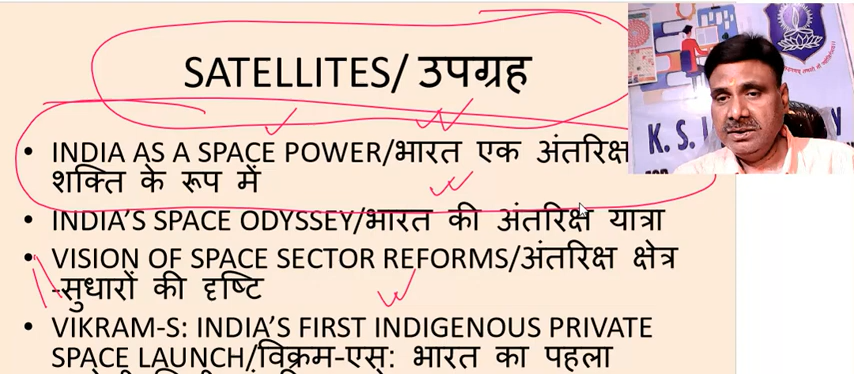 SATELLITES/ उपग्रह
• INDIA AS A SPACE POWER/भारत एक अंतरिक्ष
शक्ति के रूप में
• INDIA'S SPACE ODYSSEY/भारत की अंतरिक्ष यात्रा
• VISION OF SPACE SECTOR REFORMS/अंतरिक्ष क्षेत्र
-सुधारों की दृष्टि
• VIKRAM-S: INDIA'S FIRST INDIGENOUS PRIVATE
SPACE LAUNCH/विक्रम-एस: भारत का पहला
K. S.